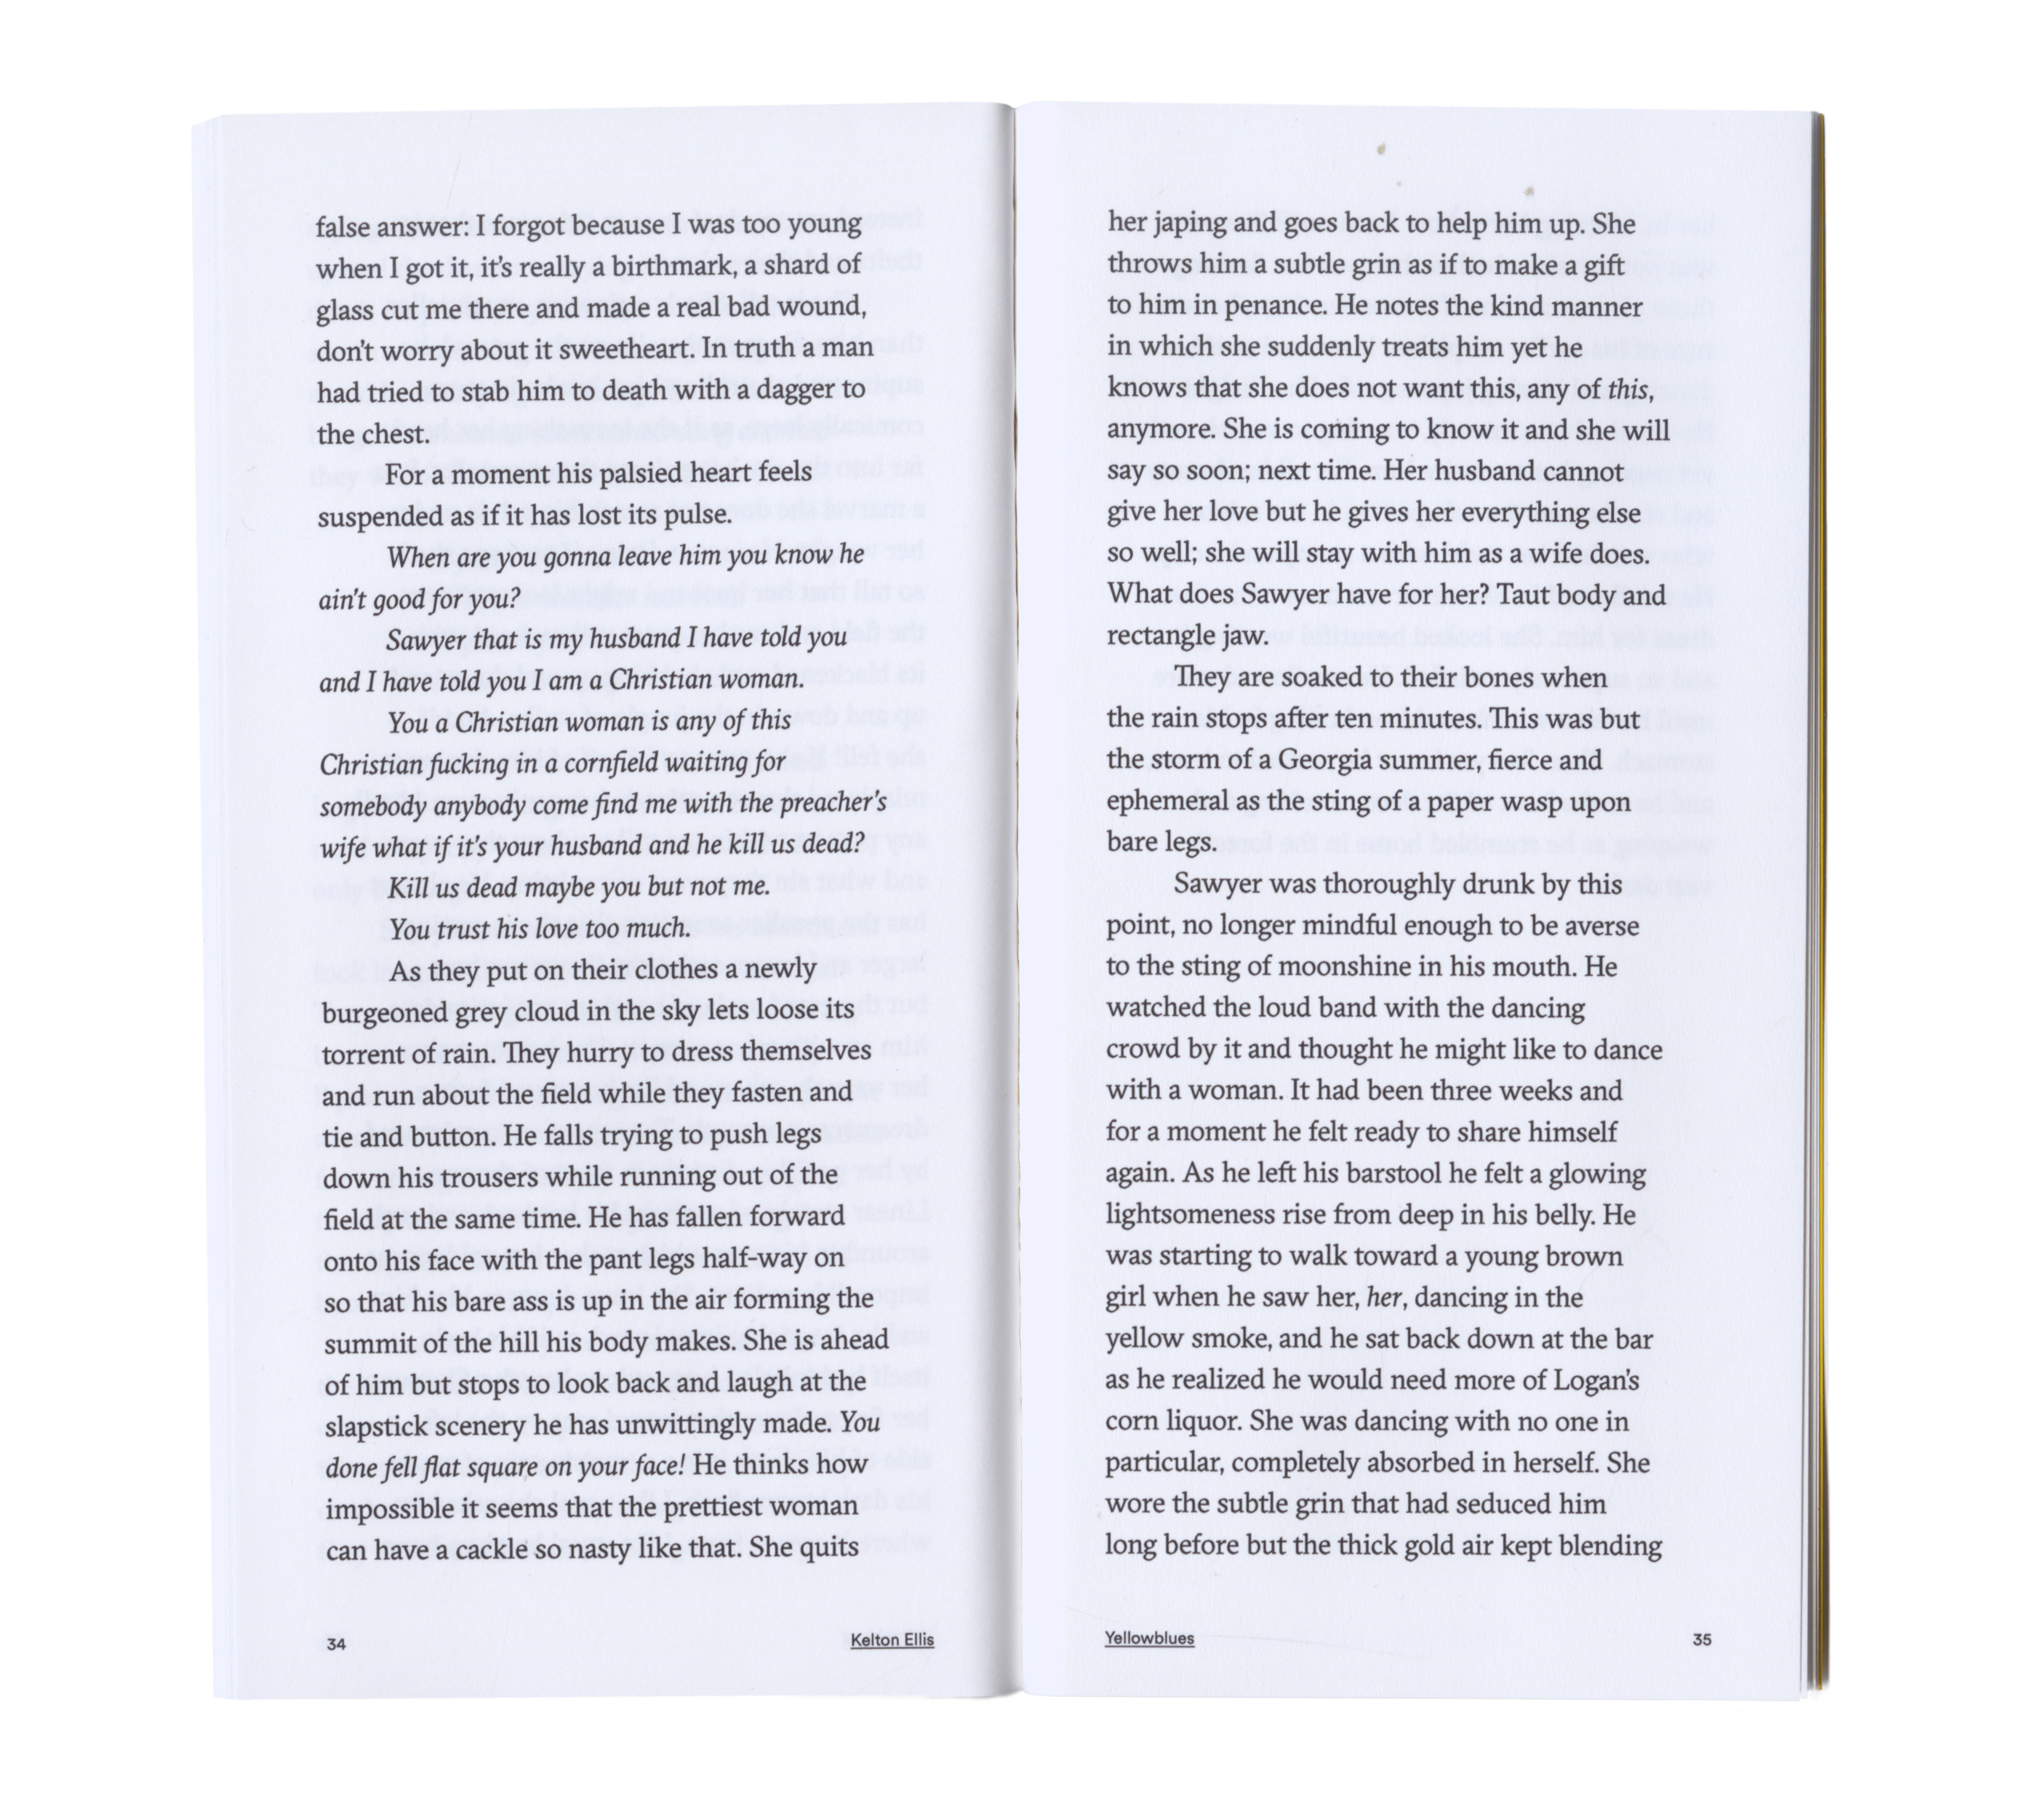 false answer: I forgot because I was too young
when I got it, it's really a birthmark, a shard of
glass cut me there and made a real bad wound,
don't worry about it sweetheart. In truth a man
had tried to stab him to death with a dagger to
the chest.
For a moment his palsied heart feels
suspended as if it has lost its pulse.
When are you gonna leave him you know he
ain't good for you?
Sawyer that is my husband I have told you
and I have told you I am a Christian woman.
You a Christian woman is any of this
Christian fucking in a cornfield waiting for
somebody anybody come find me with the preacher's
wife what if it's your husband and he kill us dead?
Kill us dead maybe you but not me.
You trust his love too much.
As they put on their clothes a newly
burgeoned grey cloud in the sky lets loose its
torrent of rain. They hurry to dress themselves
and run about the field while they fasten and
tie and button. He falls trying to push legs
down his trousers while running out of the
field at the same time. He has fallen forward
onto his face with the pant legs half-way on
so that his bare ass is up in the air forming the
summit of the hill his body makes. She is ahead
of him but stops to look back and laugh at the
slapstick scenery he has unwittingly made. You
done fell flat square on your face! He thinks how
impossible it seems that the prettiest woman
can have a cackle so nasty like that. She quits
34
Kelton Ellis
her japing and goes back to help him up. She
throws him a subtle grin as if to make a gift
to him in penance. He notes the kind manner
in which she suddenly treats him yet he
knows that she does not want this, any of this,
anymore. She is coming to know it and she will
say so soon; next time. Her husband cannot
give her love but he gives her everything else
so well; she will stay with him as a wife does.
What does Sawyer have for her? Taut body and
rectangle jaw.
They are soaked to their bones when
the rain stops after ten minutes. This was but
the storm of a Georgia summer, fierce and
ephemeral as the sting of a paper wasp upon
bare legs.
Sawyer was thoroughly drunk by this
point, no longer mindful enough to be averse
to the sting of moonshine in his mouth. He
watched the loud band with the dancing
crowd by it and thought he might like to dance
with a woman. It had been three weeks and
for a moment he felt ready to share himself
again. As he left his barstool he felt a glowing
lightsomeness rise from deep in his belly. He
was starting to walk toward a young brown
girl when he saw her, her, dancing in the
yellow smoke, and he sat back down at the bar
as he realized he would need more of Logan's
corn liquor. She was dancing with no one in
particular, completely absorbed in herself. She
wore the subtle grin that had seduced him
long before but the thick gold air kept blending
Yellowblues
35